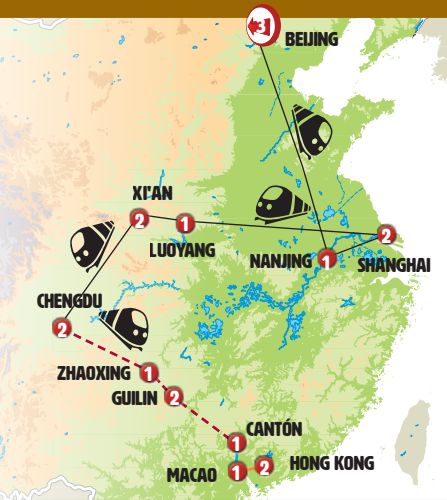 3 BEIJING
XI'AN
2
1
LUOYANG
NANJING 1
2
SHANGHAI
CHENGDU
2
ZHAOXING 1
GUILIN 2
CANTÓN
1
MACAO 1
2 HONG KONG